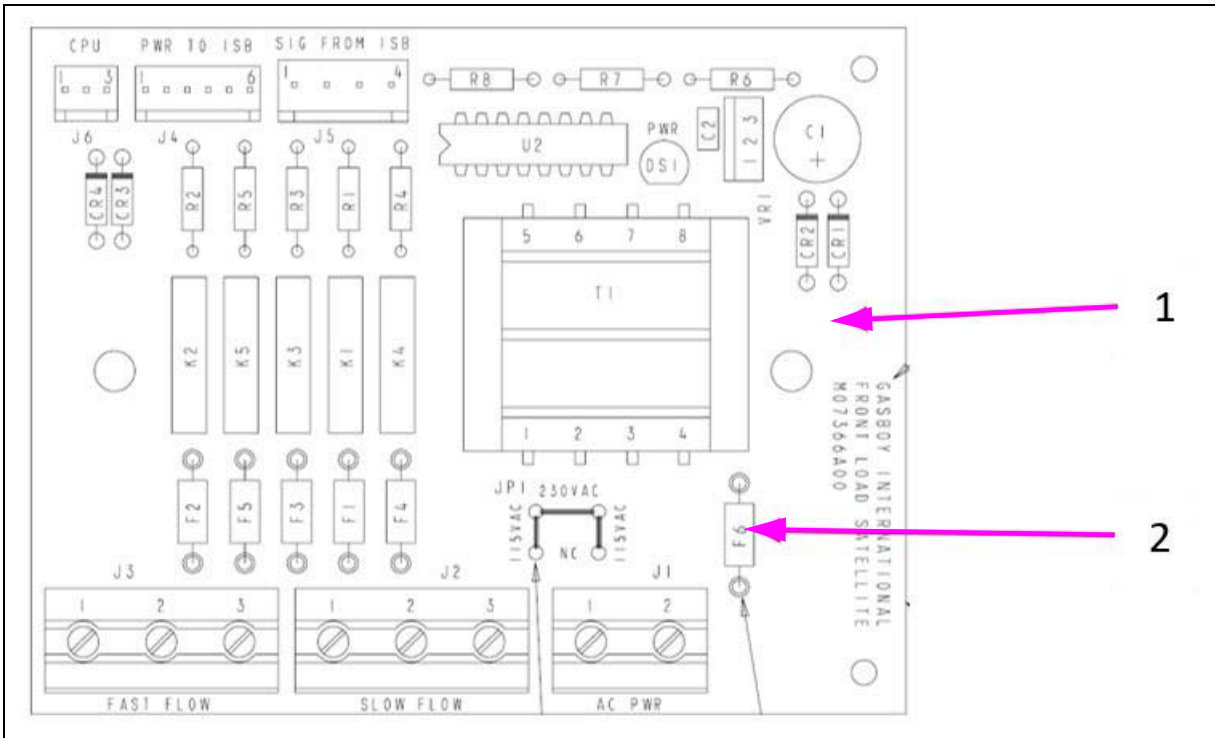 CPU PWR TO ISB SIG FROM ISB
1 3 1 6 1 4
R8 R7 R6
J6 J4 J5
U2 PWR DS1 C2 1 2 3 C1 +
VR1
CR4 CR3 R2 R5 R3 R1 R4
CR2 CR1
5 6 7 8
T1
1
K2 K5 K3 K1 K4
1 2 3 4
GASBOY INTERNATIONAL
FRONT LOAD SATELLITE
M07366A00
JP1 230VAC
115VAC NC 115VAC
F2 F5 F3 F1 F4 F6
2
J3 J2 J1
1 2 3 1 2 3 1 2
FAST FLOW SLOW FLOW AC PWR